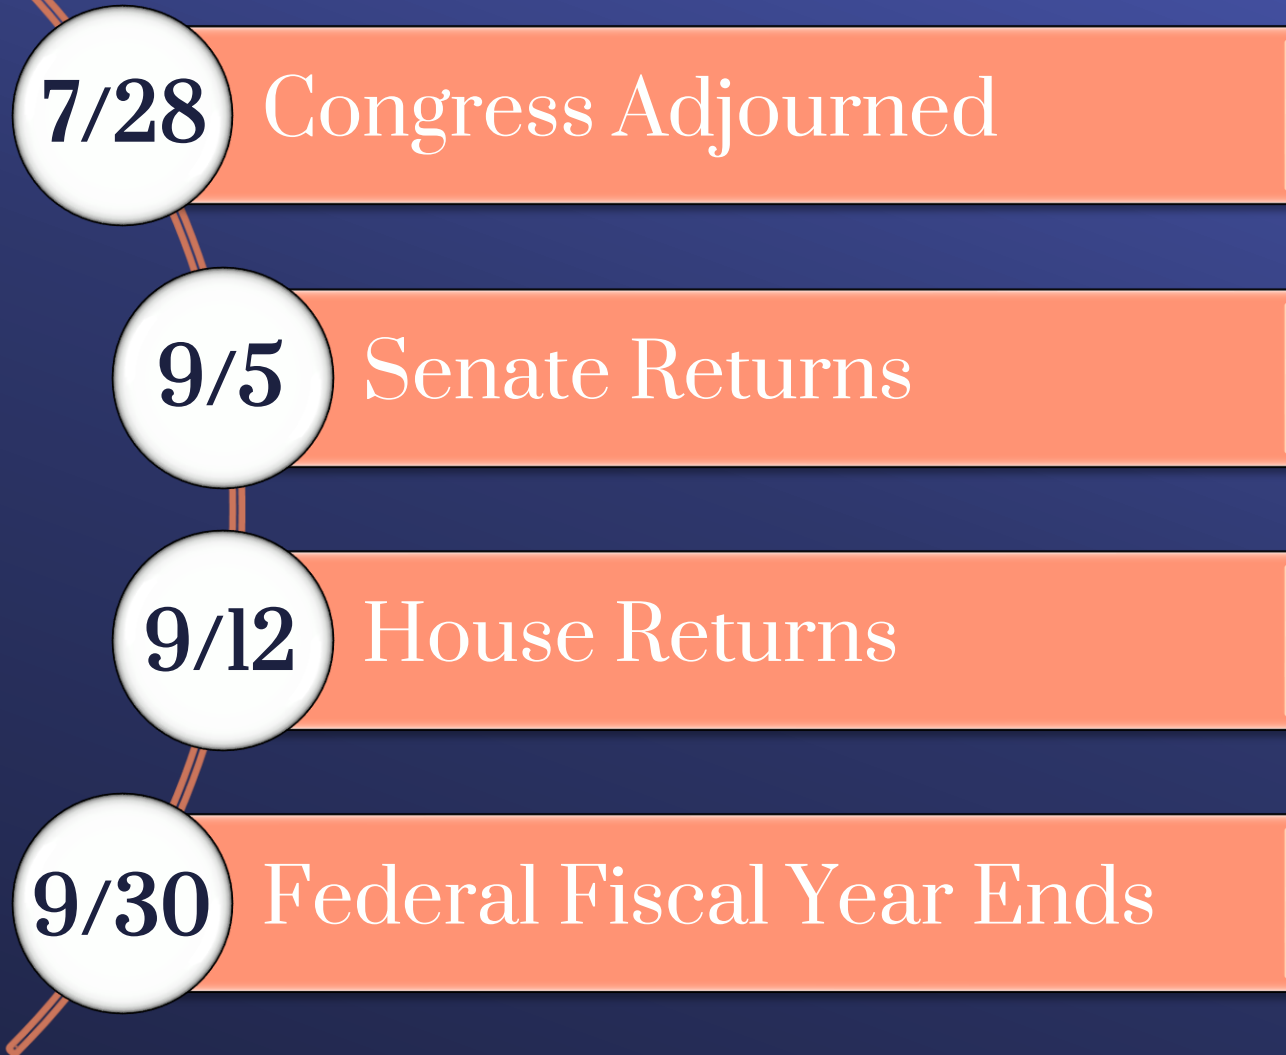 7/28
Congress Adjourned
9/5
Senate Returns
9/12
House Returns
9/30
Federal Fiscal Year Ends